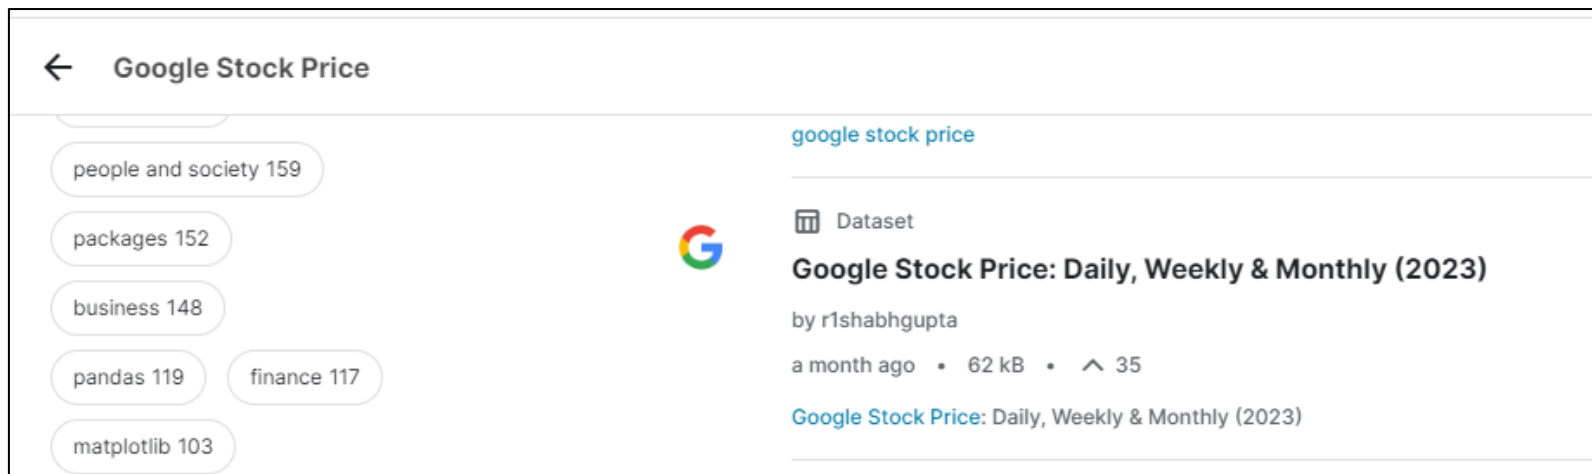 Google Stock Price
people and society 159
packages 152
business 148
pandas 119
finance 117
matplotlib 103
google stock price
Dataset
Google Stock Price: Daily, Weekly & Monthly (2023)
by r1shabhgupta
a month ago • 62 kB • 35
Google Stock Price: Daily, Weekly & Monthly (2023)